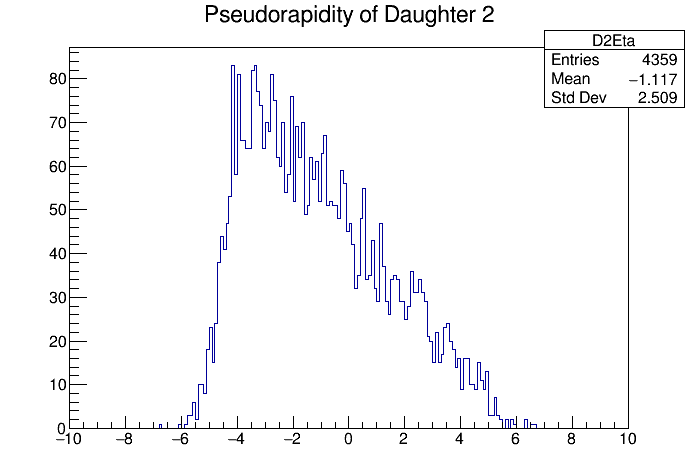 Pseudorapidity of Daughter 2
D2Eta
Entries 4359
Mean −1.117
Std Dev 2.509
80
70
60
50
40
30
20
10
0
−10 −8 −6 −4 −2 0 2 4 6 8 10